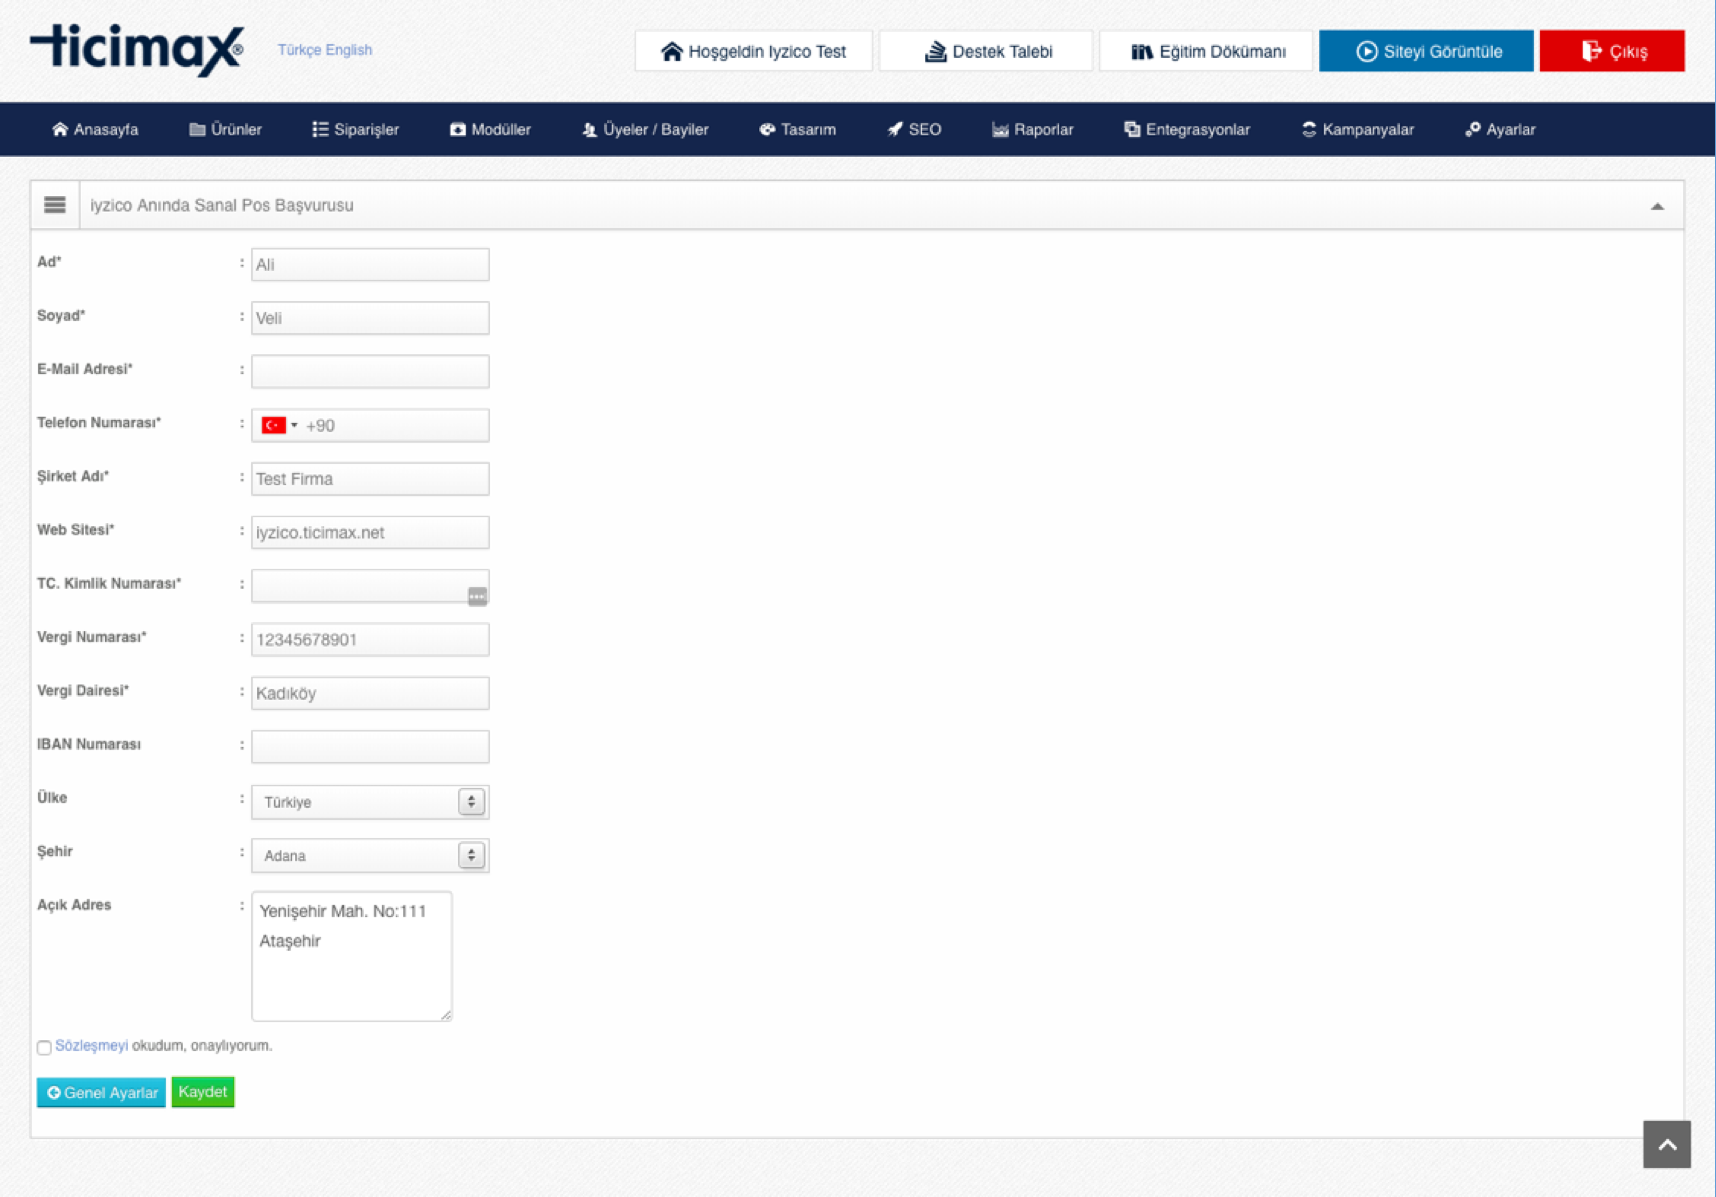 ticimax®
Türkçe English
Hoşgeldin Iyzico Test
Destek Talebi
Eğitim Dökümanı
Siteyi Görüntüle
Çıkış
Anasayfa
Ürünler
Siparişler
Modüller
Üyeler / Bayiler
Tasarım
SEO
Raporlar
Entegrasyonlar
Kampanyalar
Ayarlar
iyzico Anında Sanal Pos Başvurusu
Ad* : Ali
Soyad* : Veli
E-Mail Adresi* :
Telefon Numarası* : +90
Şirket Adı* : Test Firma
Web Sitesi* : iyzico.ticimax.net
TC. Kimlik Numarası* :
Vergi Numarası* : 12345678901
Vergi Dairesi* : Kadıköy
IBAN Numarası :
Ülke : Türkiye
Şehir : Adana
Açık Adres : Yenişehir Mah. No:111
Ataşehir
Sözleşmeyi okudum, onaylıyorum.
Genel Ayarlar
Kaydet